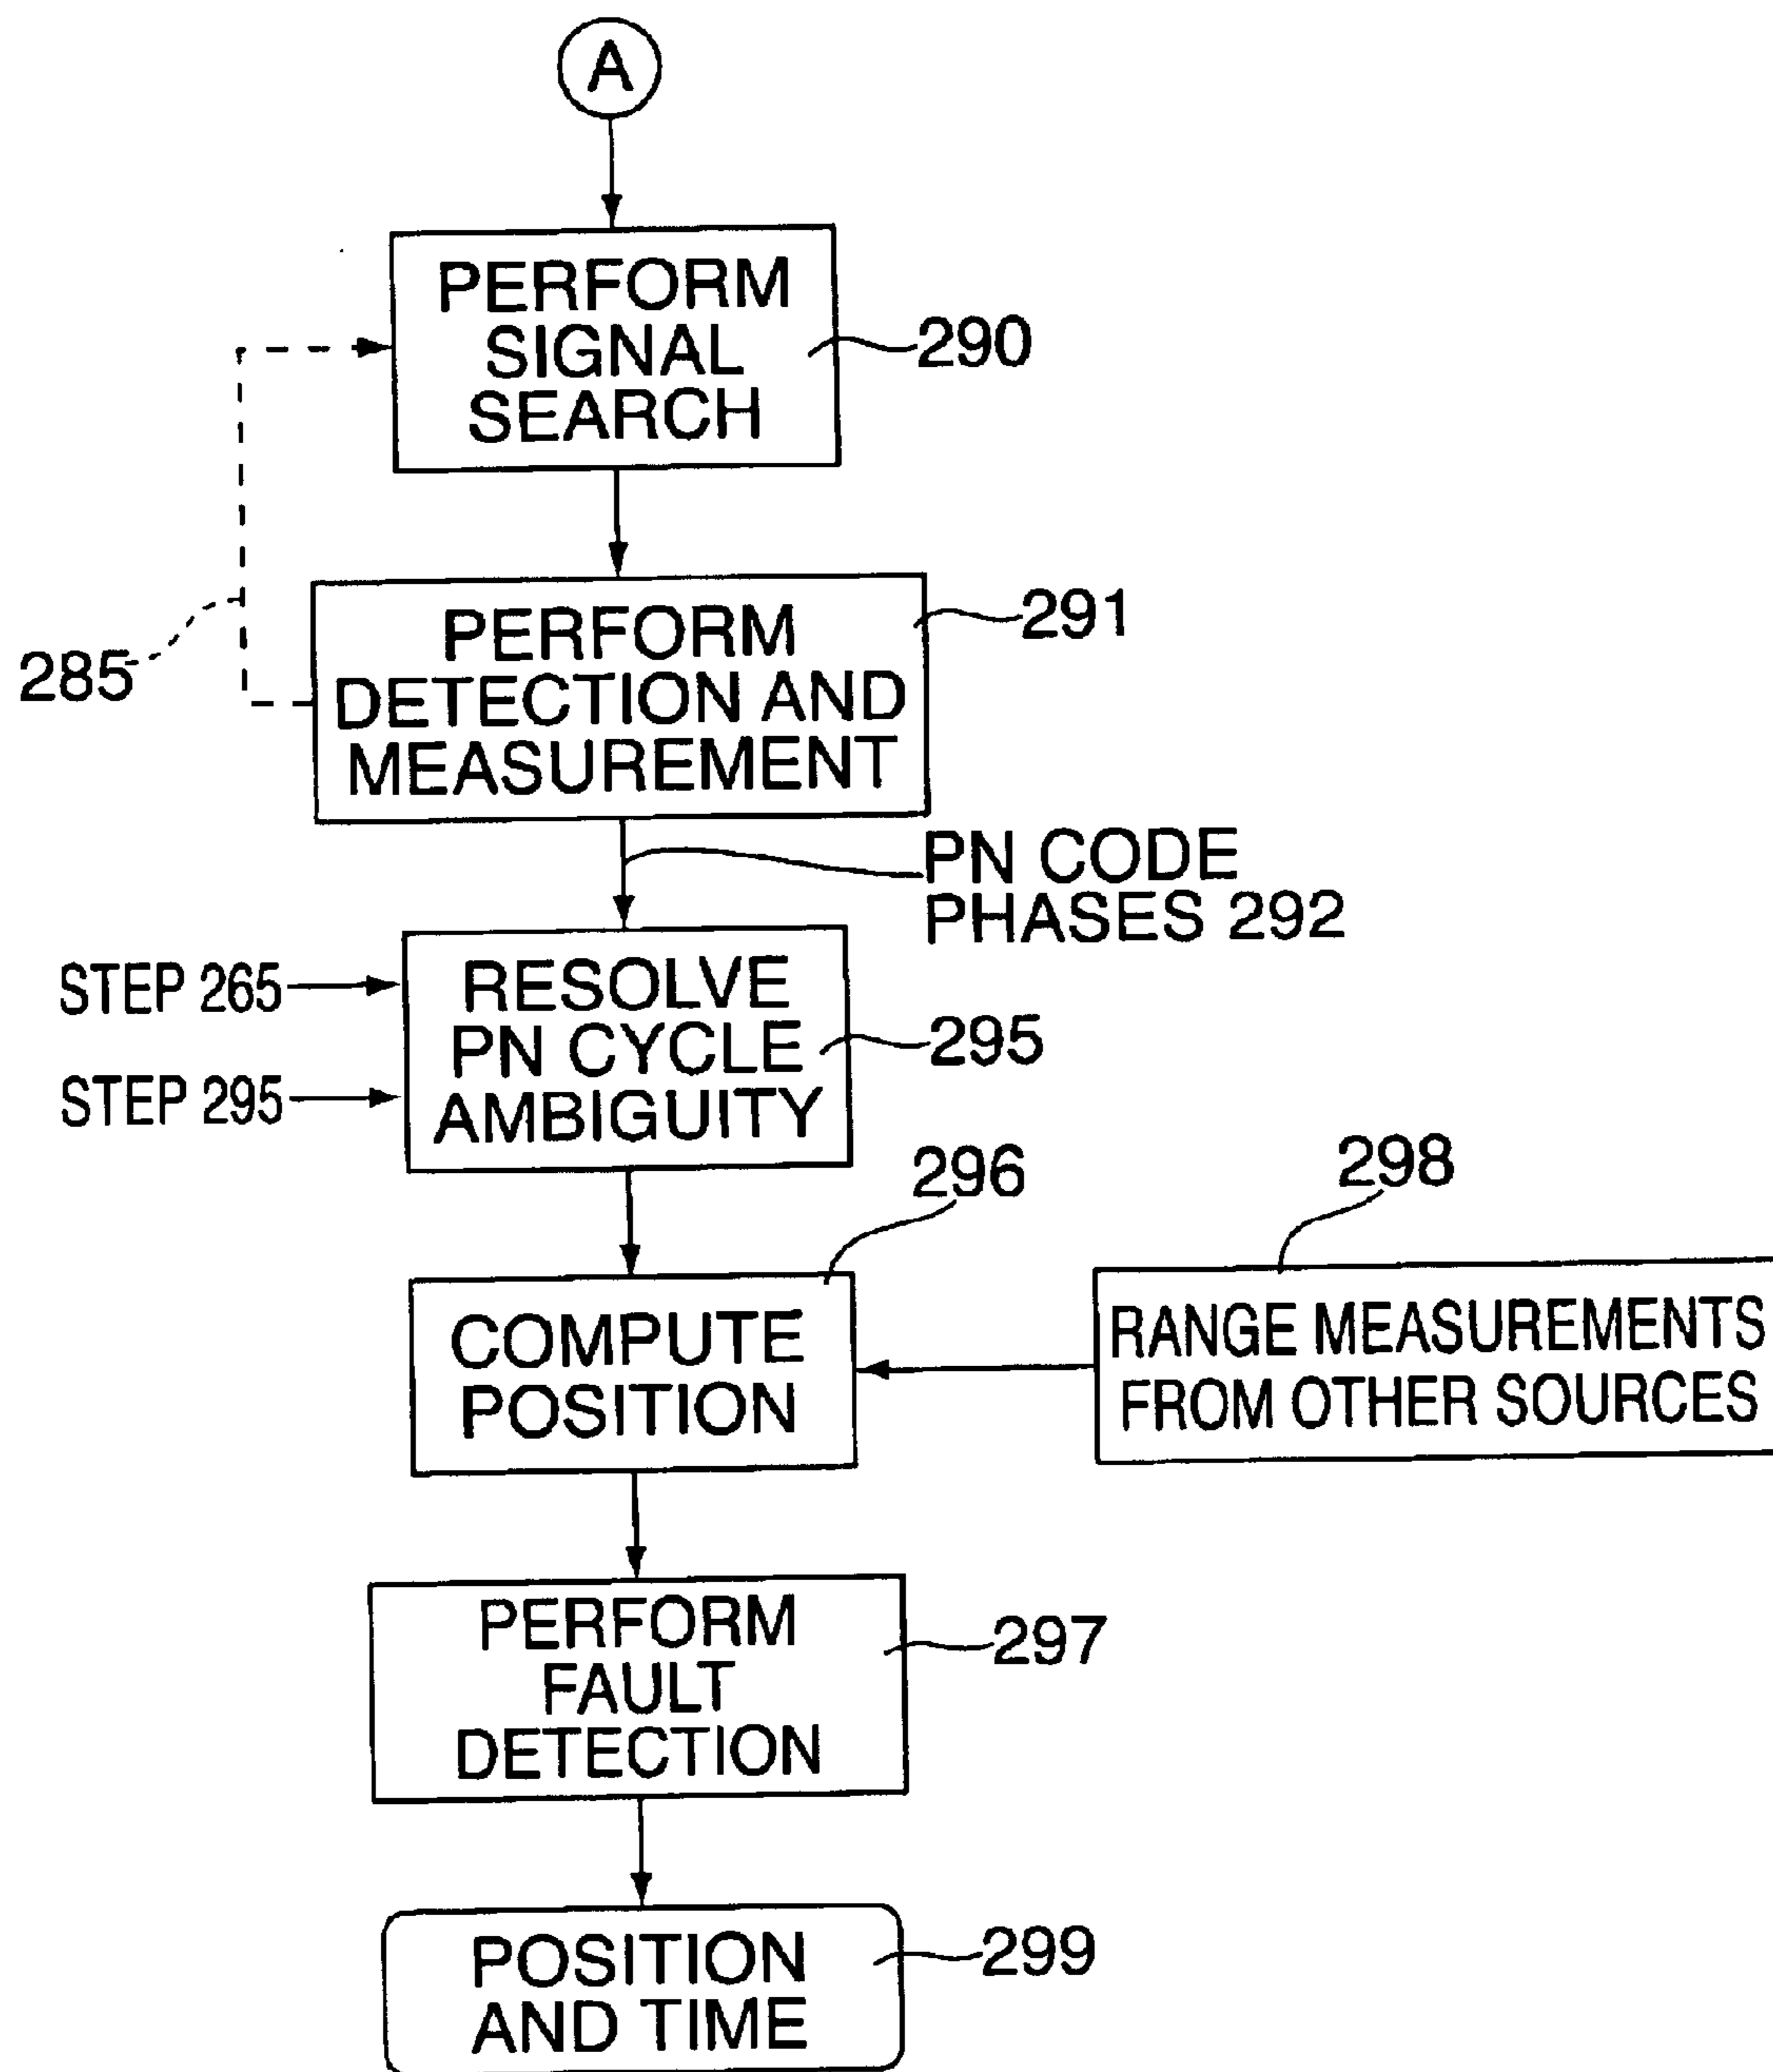 A
PERFORM
SIGNAL
SEARCH
290
PERFORM
DETECTION AND
MEASUREMENT
291
285
PN CODE
PHASES 292
STEP 265
STEP 295
RESOLVE
PN CYCLE
AMBIGUITY
295
296
298
COMPUTE
POSITION
RANGE MEASUREMENTS
FROM OTHER SOURCES
PERFORM
FAULT
DETECTION
297
POSITION
AND TIME
299